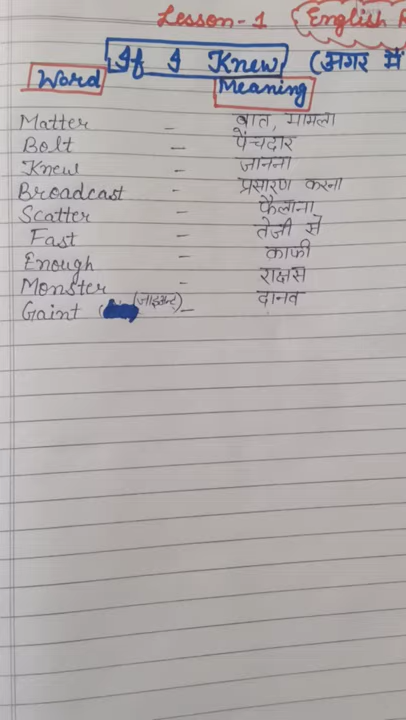 Lesson-1 English
If I Knew (अगर मैं
Word Meaning
Matter - बात, मामला
Bolt - पेंचदार
Knew - जानना
Broadcast - प्रसारण करना
Scatter - फैलाना
Fast - तेजी से
Enough - काफी
Monster - राक्षस
Gaint (जाइअन्ट) - दानव